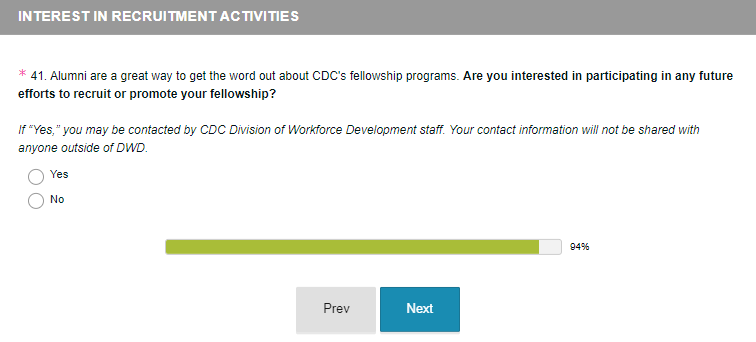 INTEREST IN RECRUITMENT ACTIVITIES
* 41. Alumni are a great way to get the word out about CDC's fellowship programs. Are you interested in participating in any future
efforts to recruit or promote your fellowship?
If "Yes," you may be contacted by CDC Division of Workforce Development staff. Your contact information will not be shared with
anyone outside of DWD.
Yes
No
94%
Prev Next